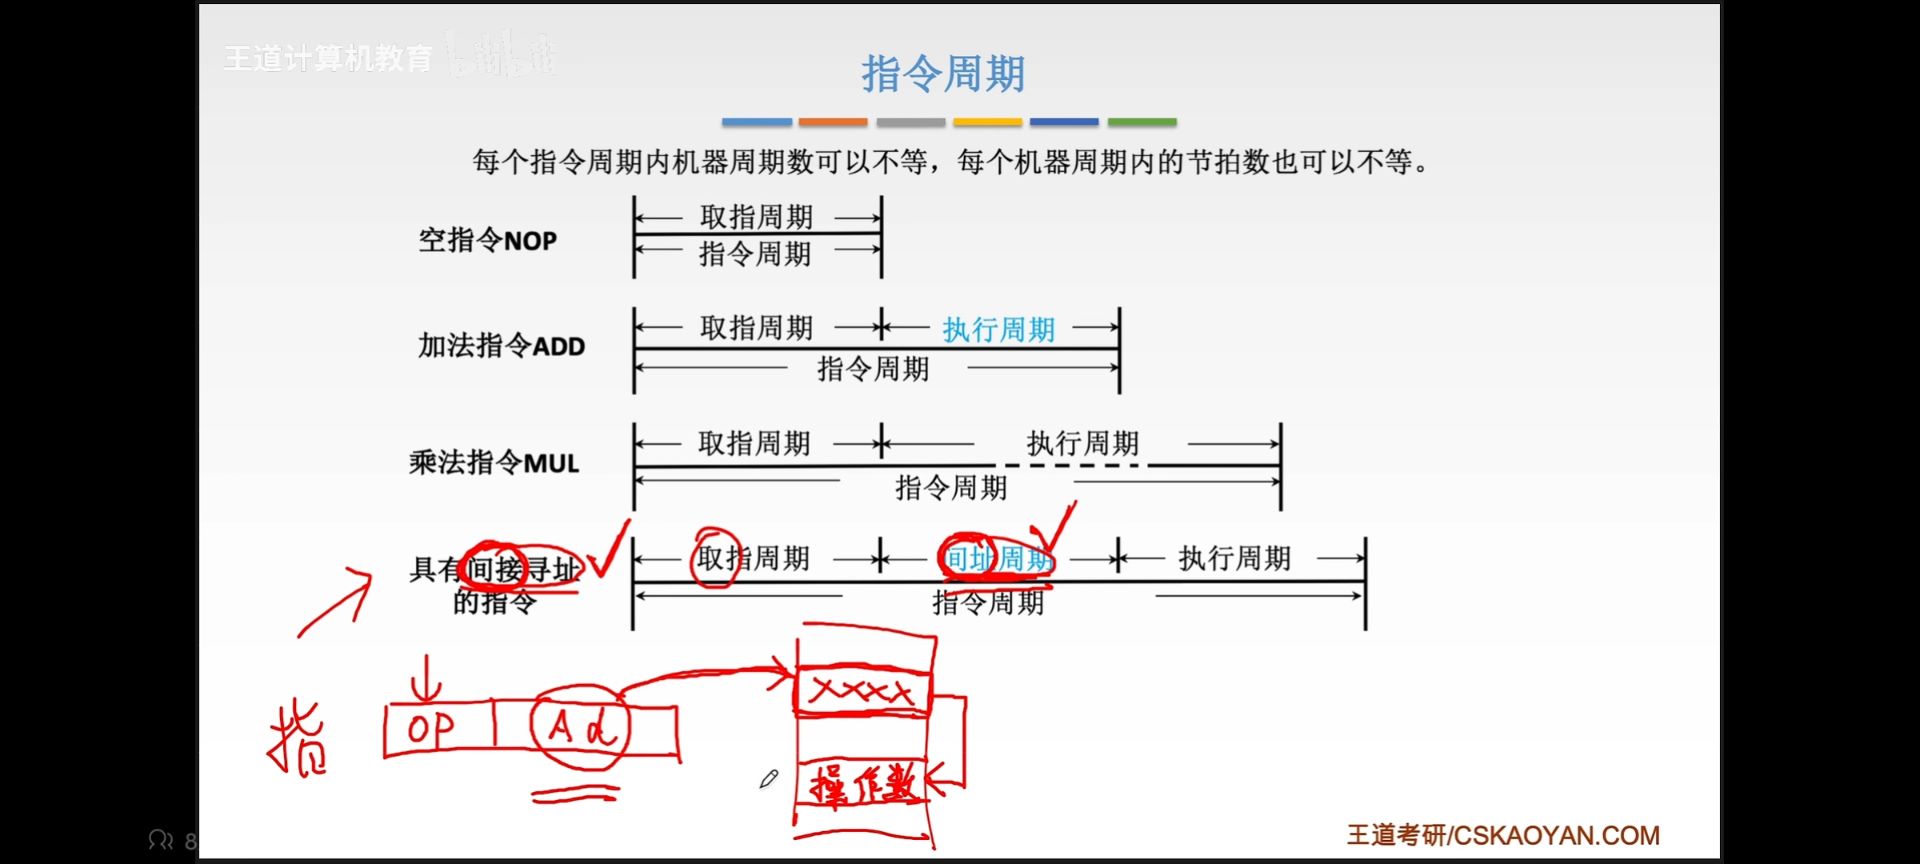 王道计算机教育 bilibili
指令周期
每个指令周期内机器周期数可以不等，每个机器周期内的节拍数也可以不等。
空指令NOP
取指周期
指令周期
加法指令ADD
取指周期 执行周期
指令周期
乘法指令MUL
取指周期 执行周期
指令周期
具有间接寻址
的指令
取指周期 间址周期 执行周期
指令周期
指 OP Ad
XXXX
操作数
8
王道考研/CSKAOYAN.COM